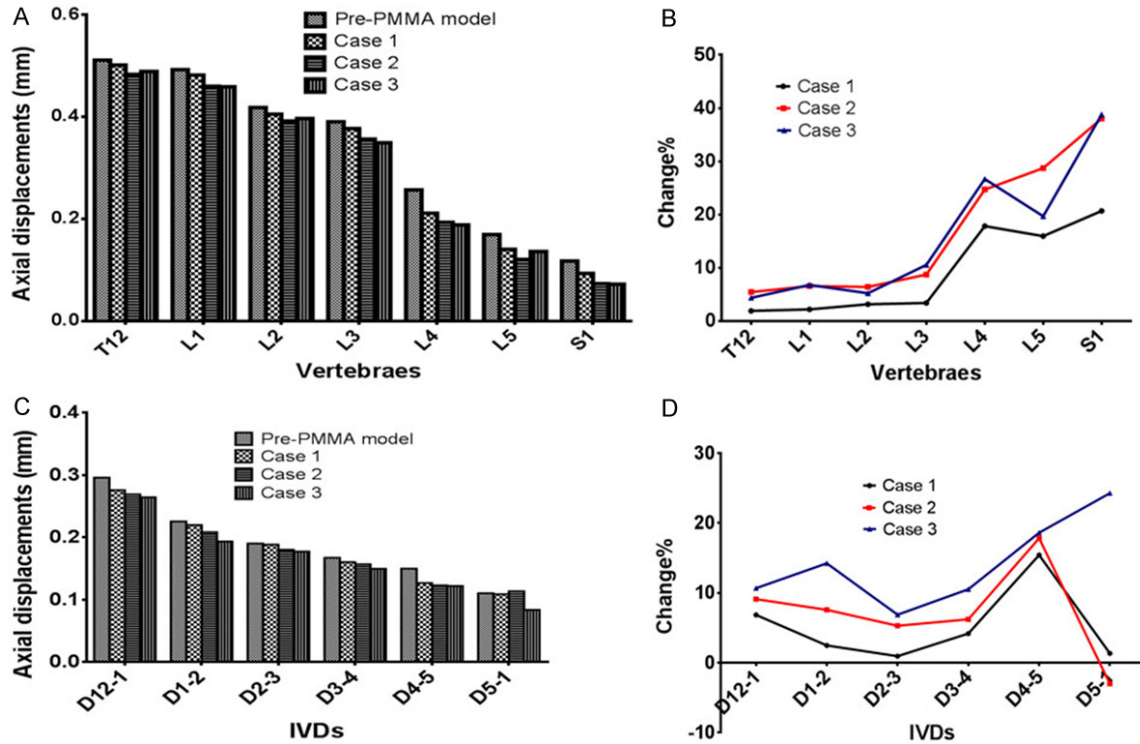 A
Axial displacements (mm)
0.6
0.4
0.2
0.0
Pre-PMMA model
Case 1
Case 2
Case 3
T12 L1 L2 L3 L4 L5 S1
Vertebraes
B
Change%
50
40
30
20
10
0
Case 1
Case 2
Case 3
T12 L1 L2 L3 L4 L5 S1
Vertebraes
C
Axial displacements (mm)
0.4
0.3
0.2
0.1
0.0
Pre-PMMA model
Case 1
Case 2
Case 3
D12-1 D1-2 D2-3 D3-4 D4-5 D5-1
IVDs
D
Change%
30
20
10
0
-10
Case 1
Case 2
Case 3
D12-1 D1-2 D2-3 D3-4 D4-5 D5-1
IVDs